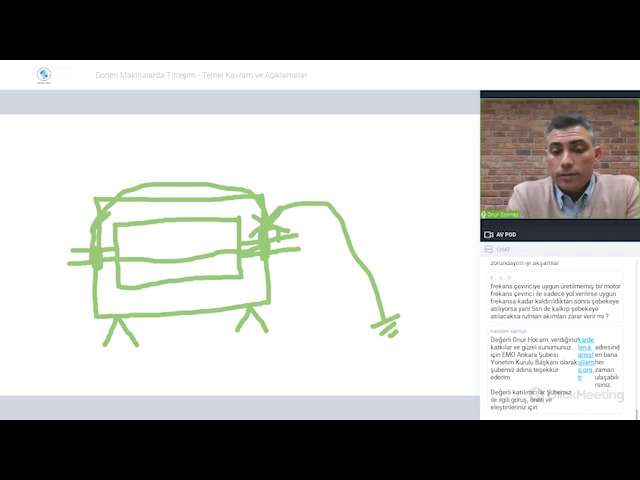 Dönen Makinalarda Titreşim - Temel Kavram ve Açıklamalar
Onur Solmaz
AV POD
CHAT
zorundayım iyi akşamlar
frekans çeviriciye uygun üretilmemiş bir motor
frekans çevirici ile sadece yol verilirse uygun
frekansa kadar kaldırıldıktan sonra şebekeye
atılıyorsa yani 5sn de kalkıp şebekeye
atılacaksa rulman akımları zarar verir mi ?
Değerli Onur Hocam. verdiğiniz
katkılar ve güzel sunumunuz
için EMO Ankara Şubesi
Yönetim Kurulu Başkanı olarak
şubemiz adına teşekkür
ederim.
adresind
en bana
her
zaman
ulaşabili
rsiniz
Değerli katılımcılar Şubemiz
ile ilgili görüş, öneri ve
eleştirileriniz için
ClickMeeting